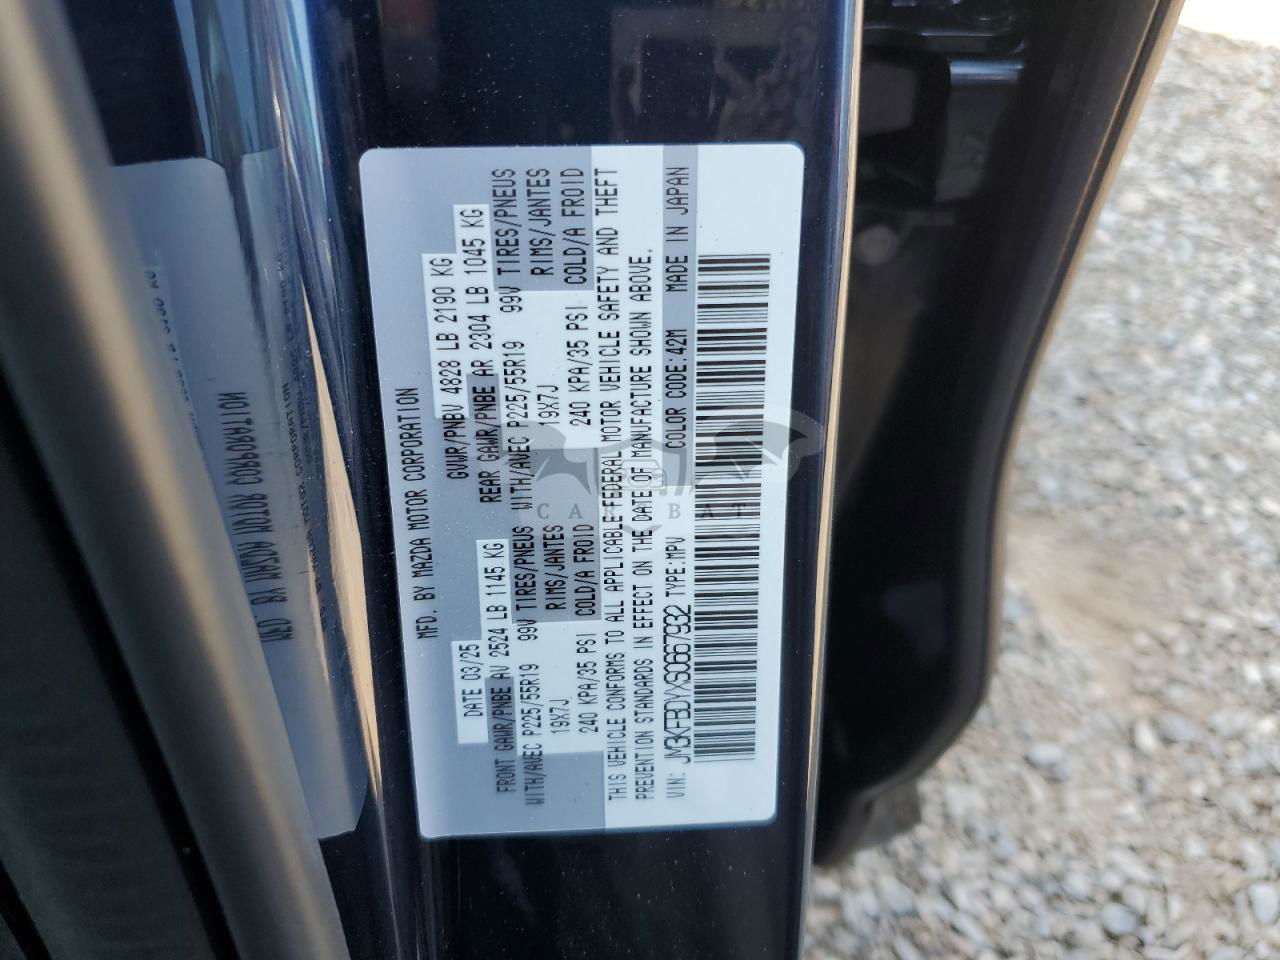 MFD. BY MAZDA MOTOR CORPORATION
DATE 03/25 GVWR/PNBV 4828 LB 2190 KG
FRONT GAWR/PNBE AV 2524 LB 1145 KG REAR GAWR/PNBE AR 2304 LB 1045 KG
WITH/AVEC P225/55R19 99V TIRES/PNEUS WITH/AVEC P225/55R19 99V TIRES/PNEUS
19X7J RIMS/JANTES 19X7J RIMS/JANTES
240 KPA/35 PSI COLD/A FROID 240 KPA/35 PSI COLD/A FROID
THIS VEHICLE CONFORMS TO ALL APPLICABLE FEDERAL MOTOR VEHICLE SAFETY AND THEFT
PREVENTION STANDARDS IN EFFECT ON THE DATE OF MANUFACTURE SHOWN ABOVE.
VIN: JM3KFBDYXS0667932 TYPE:MPV COLOR CODE:42M MADE IN JAPAN
CAR BAT